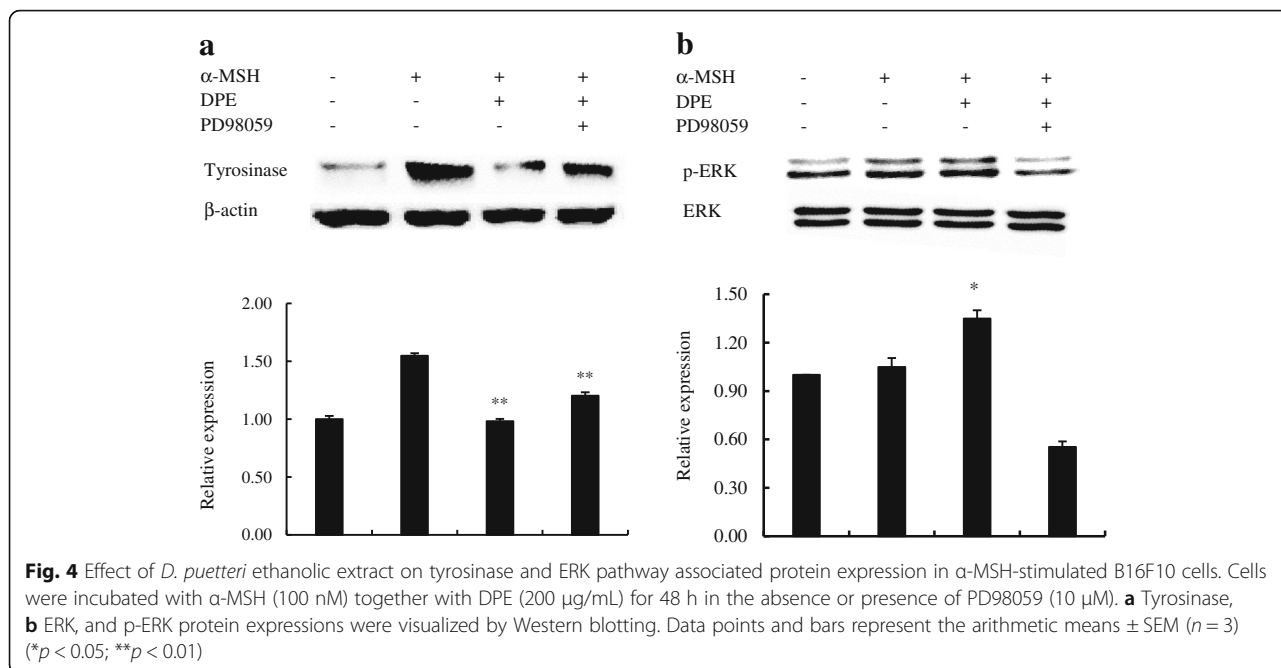 a
α-MSH - + + +
DPE - - + +
PD98059 - - - +
Tyrosinase
β-actin
2.00
1.50
1.00
0.50
0.00
Relative expression
**
**
b
α-MSH - + + +
DPE - - + +
PD98059 - - - +
p-ERK
ERK
1.50
1.20
0.90
0.60
0.30
0.00
Relative expression
*
Fig. 4 Effect of D. puetteri ethanolic extract on tyrosinase and ERK pathway associated protein expression in α-MSH-stimulated B16F10 cells. Cells
were incubated with α-MSH (100 nM) together with DPE (200 μg/mL) for 48 h in the absence or presence of PD98059 (10 μM). a Tyrosinase,
b ERK, and p-ERK protein expressions were visualized by Western blotting. Data points and bars represent the arithmetic means ± SEM (n = 3)
(*p < 0.05; **p < 0.01)